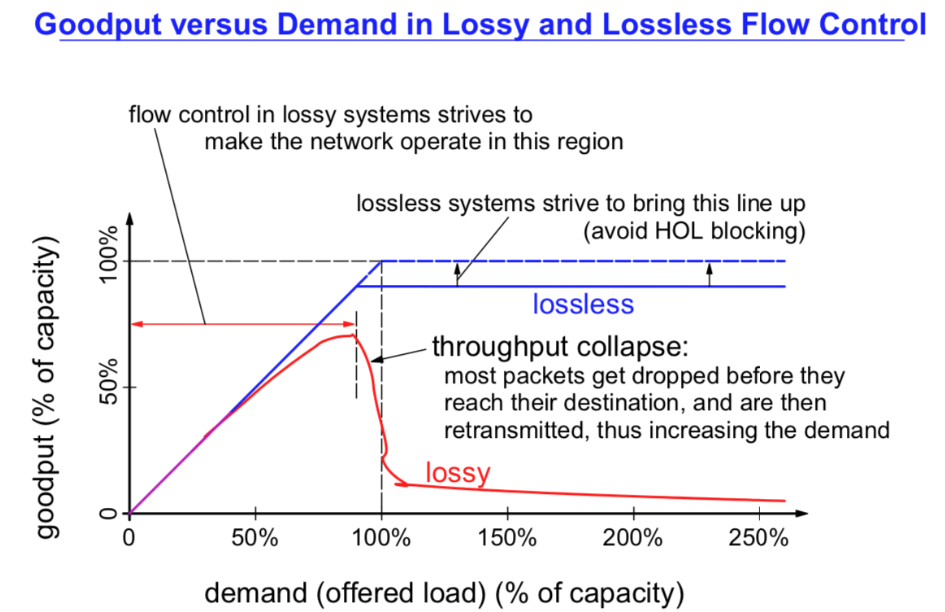 Goodput versus Demand in Lossy and Lossless Flow Control
flow control in lossy systems strives to
make the network operate in this region
lossless systems strive to bring this line up
(avoid HOL blocking)
100%
lossless
throughput collapse:
most packets get dropped before they
reach their destination, and are then
retransmitted, thus increasing the demand
50%
lossy
0
goodput (% of capacity)
0 50% 100% 150% 200% 250%
demand (offered load) (% of capacity)